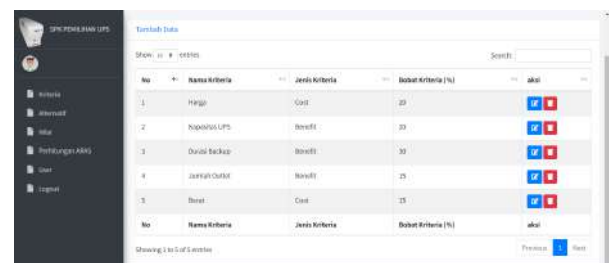 SPK PEMILIHAN UPS
Tambah Data
Show 10 entries
Search:
No Nama Kriteria Jenis Kriteria Bobot Kriteria (%) aksi
1 Harga Cost 20
2 Kapasitas UPS Benefit 20
3 Durasi Backup Benefit 30
4 Jumlah Outlet Benefit 15
5 Berat Cost 15
No Nama Kriteria Jenis Kriteria Bobot Kriteria (%) aksi
Showing 1 to 5 of 5 entries
Previous 1 Next
Kriteria
Alternatif
Nilai
Perhitungan ARAS
User
Logout